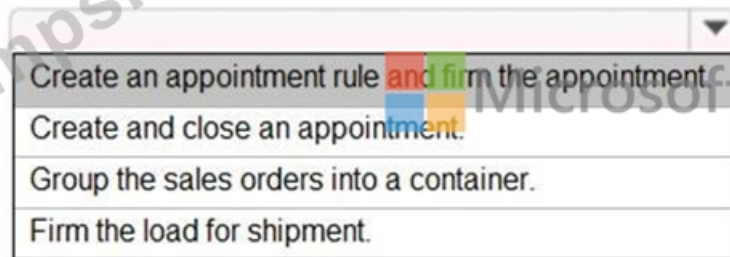 Create an appointment rule and firm the appointment.
Create and close an appointment.
Group the sales orders into a container.
Firm the load for shipment.
Microsof